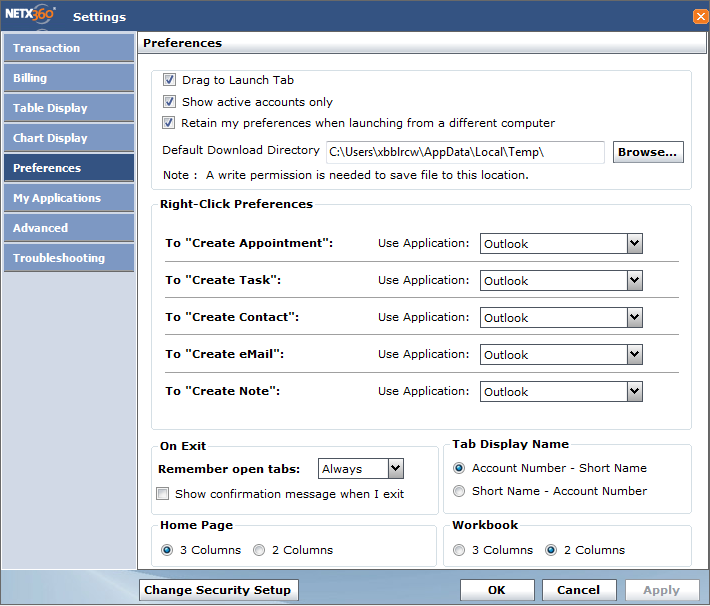 NETX360° Settings
Transaction
Billing
Table Display
Chart Display
Preferences
My Applications
Advanced
Troubleshooting
Preferences
Drag to Launch Tab
Show active accounts only
Retain my preferences when launching from a different computer
Default Download Directory C:\Users\xbblrcw\AppData\Local\Temp\ Browse...
Note : A write permission is needed to save file to this location.
Right-Click Preferences
To "Create Appointment": Use Application: Outlook
To "Create Task": Use Application: Outlook
To "Create Contact": Use Application: Outlook
To "Create eMail": Use Application: Outlook
To "Create Note": Use Application: Outlook
On Exit
Remember open tabs: Always
Show confirmation message when I exit
Tab Display Name
Account Number - Short Name
Short Name - Account Number
Home Page
3 Columns 2 Columns
Workbook
3 Columns 2 Columns
Change Security Setup OK Cancel Apply